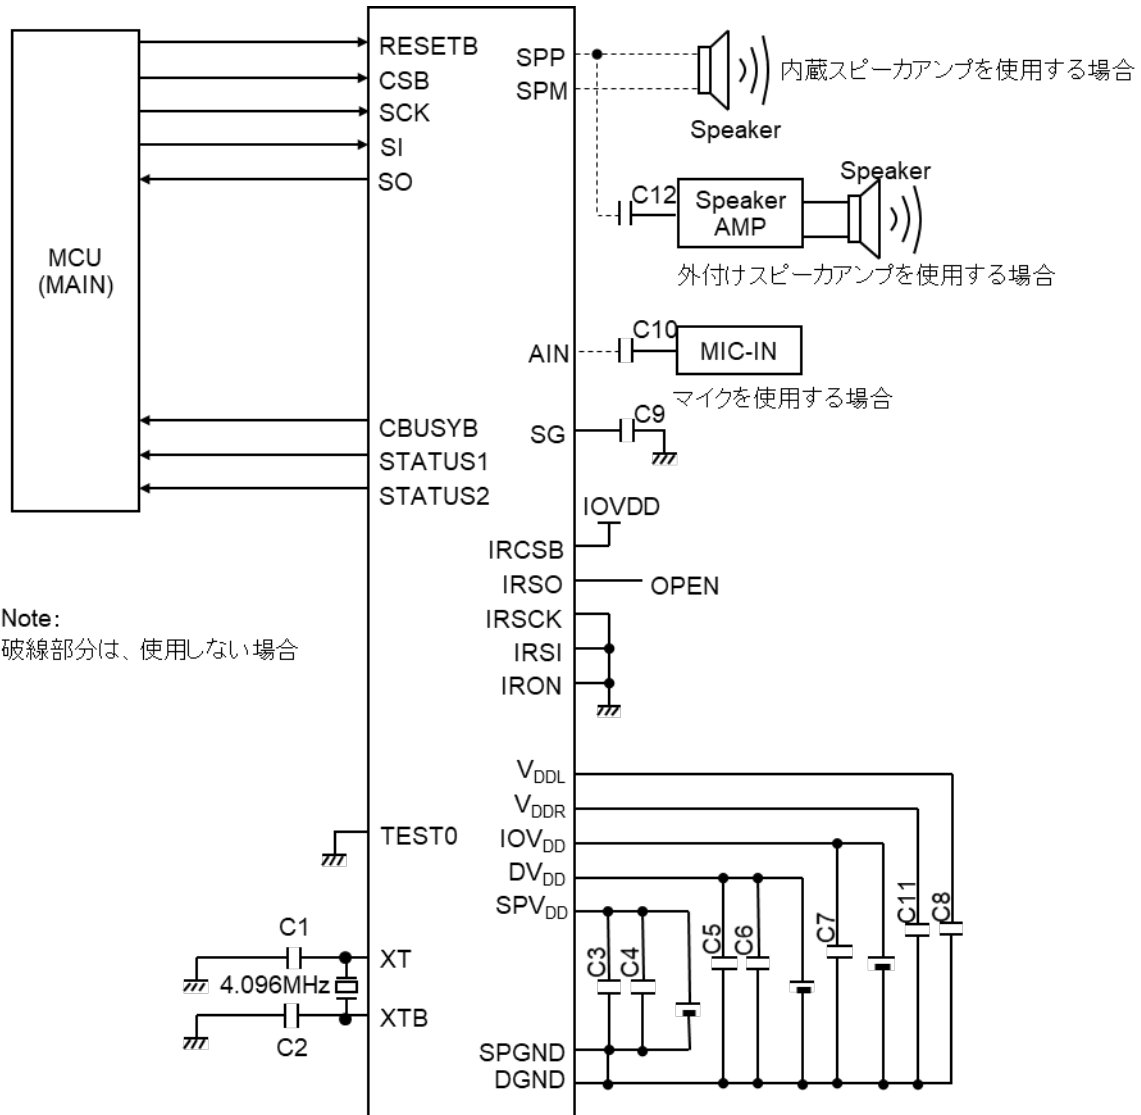 MCU
(MAIN)
RESETB
CSB
SCK
SI
SO
CBUSYB
STATUS1
STATUS2
Note:
破線部分は、使用しない場合
TEST0
C1
XT
4.096MHz
XTB
C2
SPP
SPM
Speaker
内蔵スピーカアンプを使用する場合
C12
Speaker
AMP
Speaker
外付けスピーカアンプを使用する場合
AIN
C10
MIC-IN
マイクを使用する場合
SG
C9
IOVDD
IRCSB
IRSO
OPEN
IRSCK
IRSI
IRON
VDDL
VDDR
IOVDD
DVDD
SPVDD
C3
C4
C5
C6
C7
C11
C8
SPGND
DGND